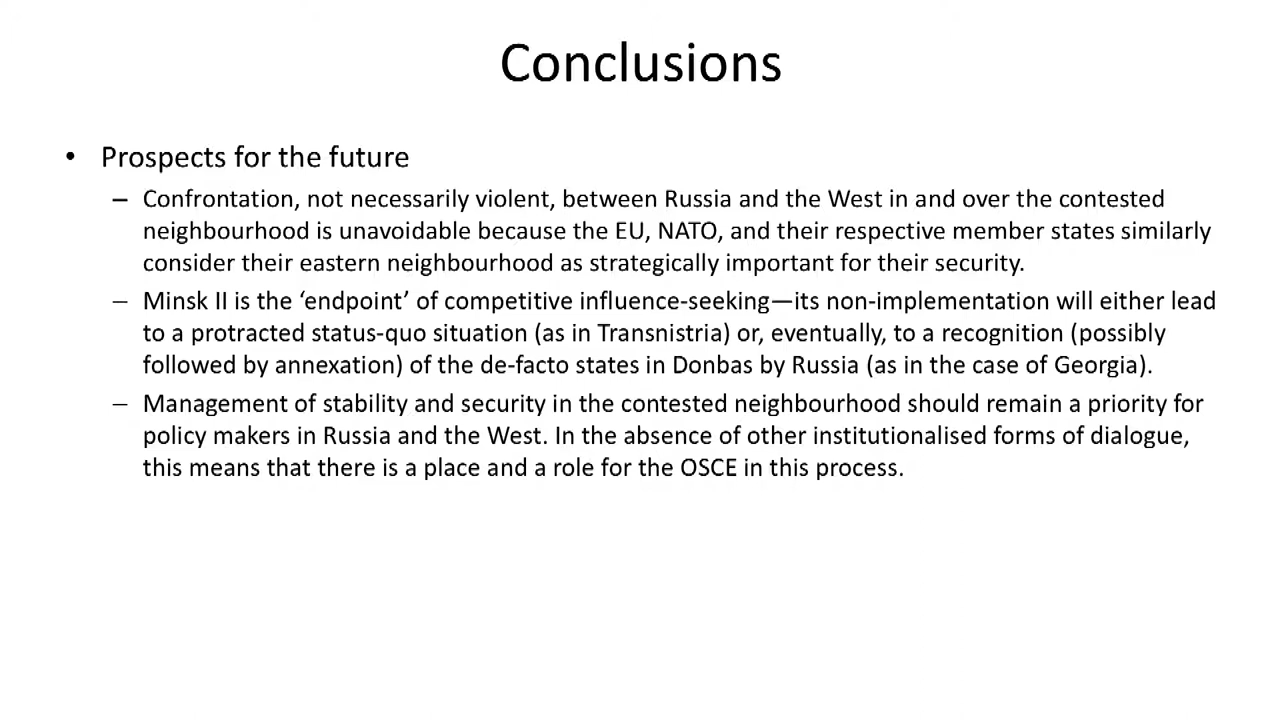 Conclusions
• Prospects for the future
– Confrontation, not necessarily violent, between Russia and the West in and over the contested
neighbourhood is unavoidable because the EU, NATO, and their respective member states similarly
consider their eastern neighbourhood as strategically important for their security.
– Minsk II is the ‘endpoint’ of competitive influence-seeking—its non-implementation will either lead
to a protracted status-quo situation (as in Transnistria) or, eventually, to a recognition (possibly
followed by annexation) of the de-facto states in Donbas by Russia (as in the case of Georgia).
– Management of stability and security in the contested neighbourhood should remain a priority for
policy makers in Russia and the West. In the absence of other institutionalised forms of dialogue,
this means that there is a place and a role for the OSCE in this process.